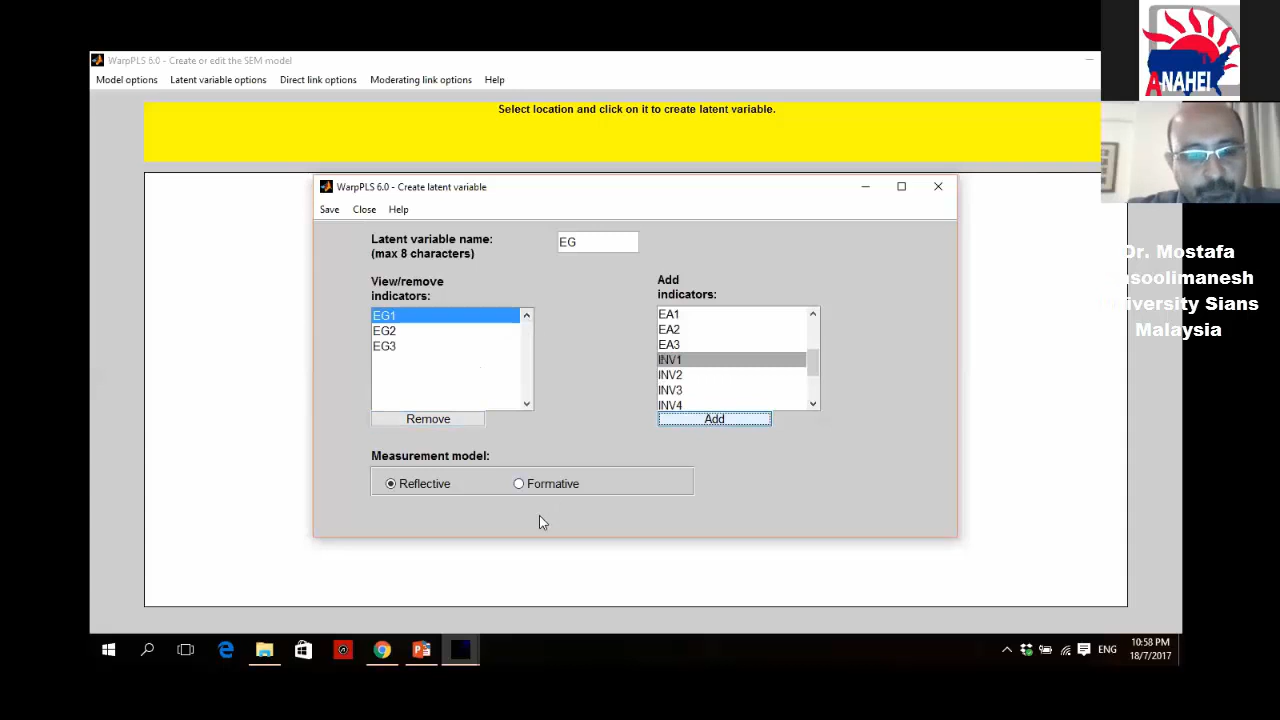 WarpPLS 6.0 - Create or edit the SEM model
Model options Latent variable options Direct link options Moderating link options Help
Select location and click on it to create latent variable.
WarpPLS 6.0 - Create latent variable
Save Close Help
Latent variable name:
(max 8 characters)
EG
View/remove
indicators:
EG1
EG2
EG3
Remove
Add
indicators:
EA1
EA2
EA3
INV1
INV2
INV3
INV4
Add
Measurement model:
Reflective Formative
ANAHEI
Dr. Mostafa
asoolimanesh
iversity Sians
Malaysia
ENG
10:58 PM
18/7/2017